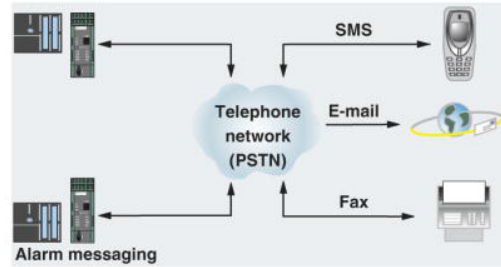 SMS
Telephone
network
(PSTN)
E-mail
Fax
Alarm messaging